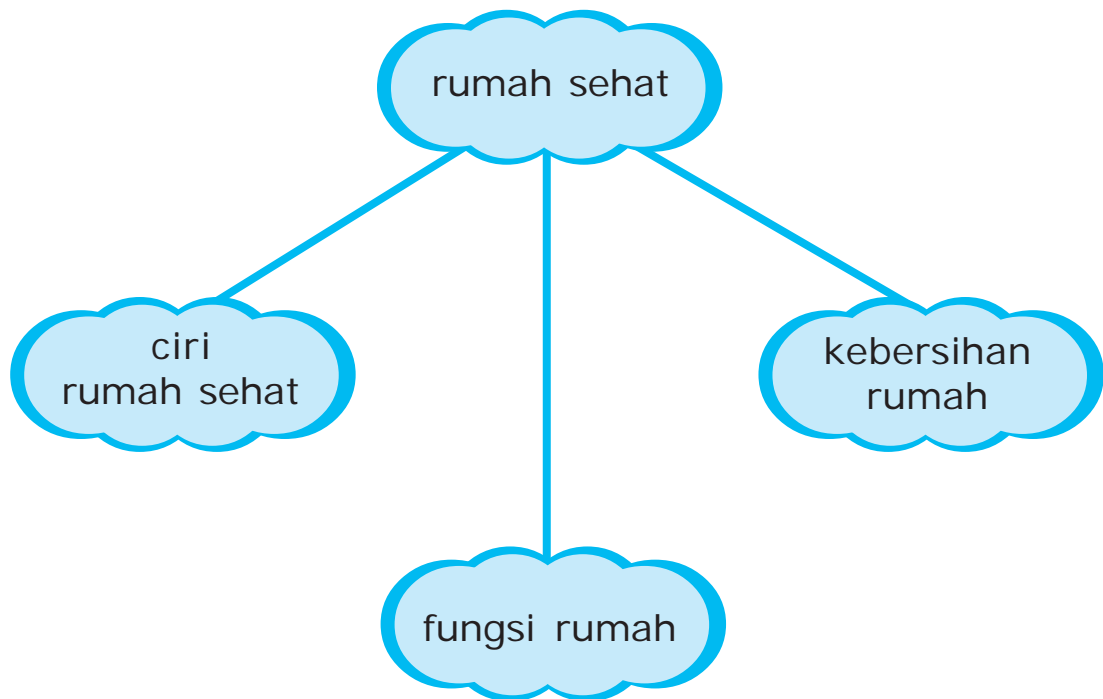 rumah sehat
ciri
rumah sehat
kebersihan
rumah
fungsi rumah